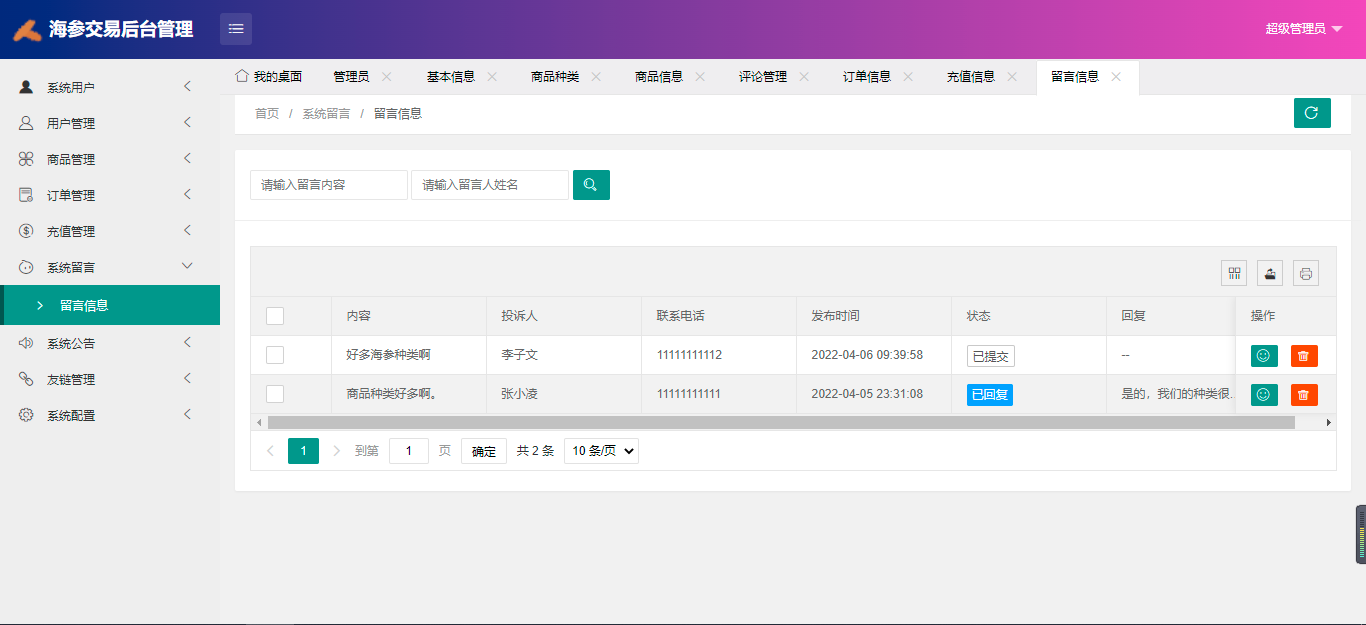 海参交易后台管理
超级管理员
系统用户
用户管理
商品管理
订单管理
充值管理
系统留言
留言信息
系统公告
友链管理
系统配置
我的桌面 管理员 基本信息 商品种类 商品信息 评论管理 订单信息 充值信息 留言信息
首页 / 系统留言 / 留言信息
请输入留言内容 请输入留言人姓名
内容 投诉人 联系电话 发布时间 状态 回复 操作
好多海参种类啊 李子文 11111111112 2022-04-06 09:39:58 已提交 --
商品种类好多啊。 张小凌 11111111111 2022-04-05 23:31:08 已回复 是的，我们的种类很.
1 到第 1 页 确定 共 2 条 10 条/页